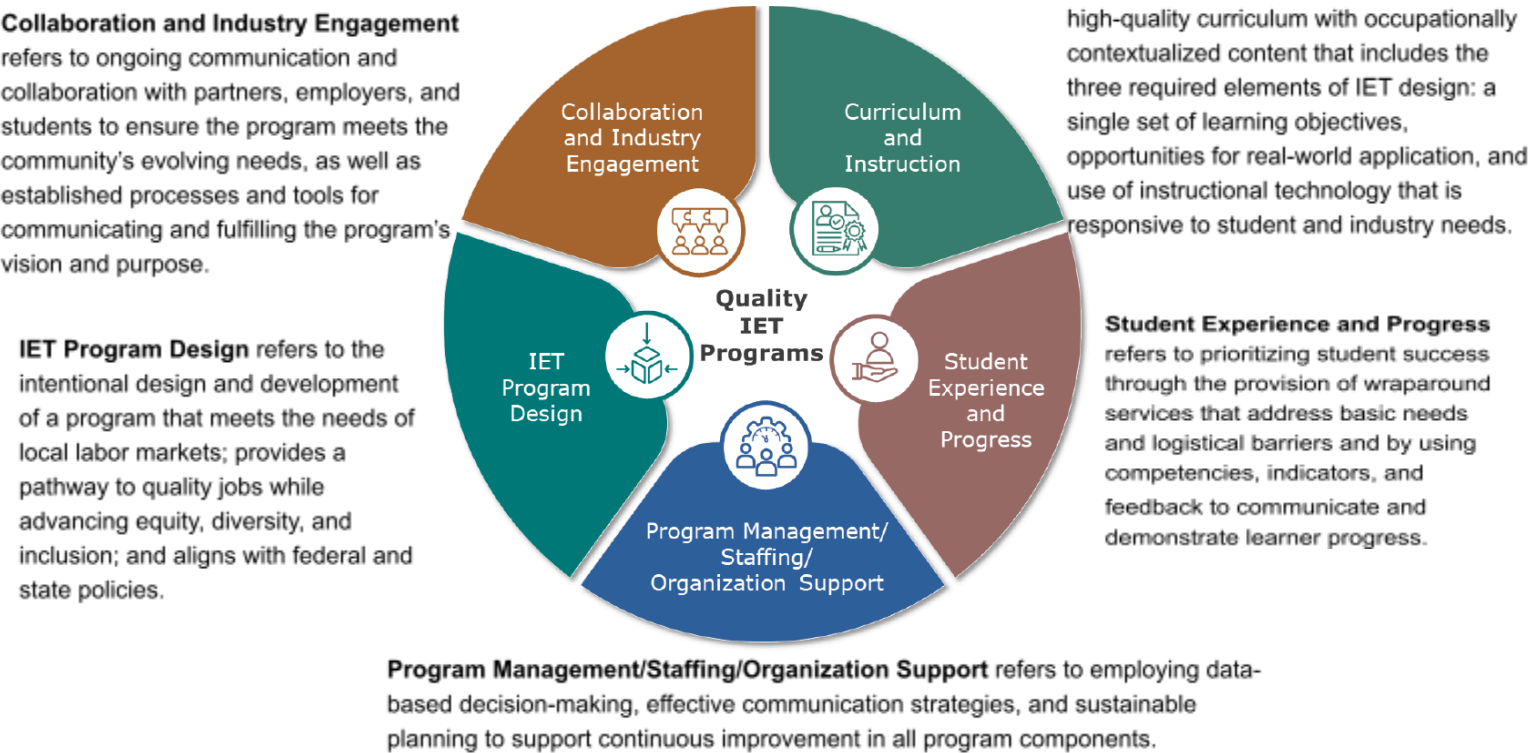 Collaboration and Industry Engagement
refers to ongoing communication and
collaboration with partners, employers, and
students to ensure the program meets the
community's evolving needs, as well as
established processes and tools for
communicating and fulfilling the program's
vision and purpose.
high-quality curriculum with occupationally
contextualized content that includes the
three required elements of IET design: a
single set of learning objectives,
opportunities for real-world application, and
use of instructional technology that is
responsive to student and industry needs.
Collaboration
and Industry
Engagement
Curriculum
and
Instruction
Quality
IET
Programs
IET
Program
Design
Student
Experience
and
Progress
Program Management/
Staffing/
Organization Support
IET Program Design refers to the
intentional design and development
of a program that meets the needs of
local labor markets; provides a
pathway to quality jobs while
advancing equity, diversity, and
inclusion; and aligns with federal and
state policies.
Student Experience and Progress
refers to prioritizing student success
through the provision of wraparound
services that address basic needs
and logistical barriers and by using
competencies, indicators, and
feedback to communicate and
demonstrate learner progress.
Program Management/Staffing/Organization Support refers to employing data-
based decision-making, effective communication strategies, and sustainable
planning to support continuous improvement in all program components.